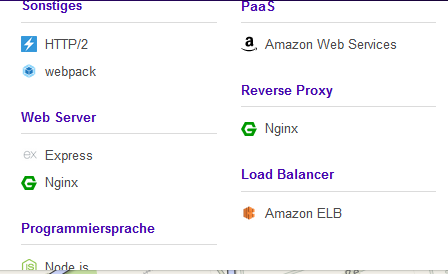 Sonstiges
HTTP/2
webpack
Web Server
ex Express
Nginx
Programmiersprache
Node.js
PaaS
Amazon Web Services
Reverse Proxy
Nginx
Load Balancer
Amazon ELB